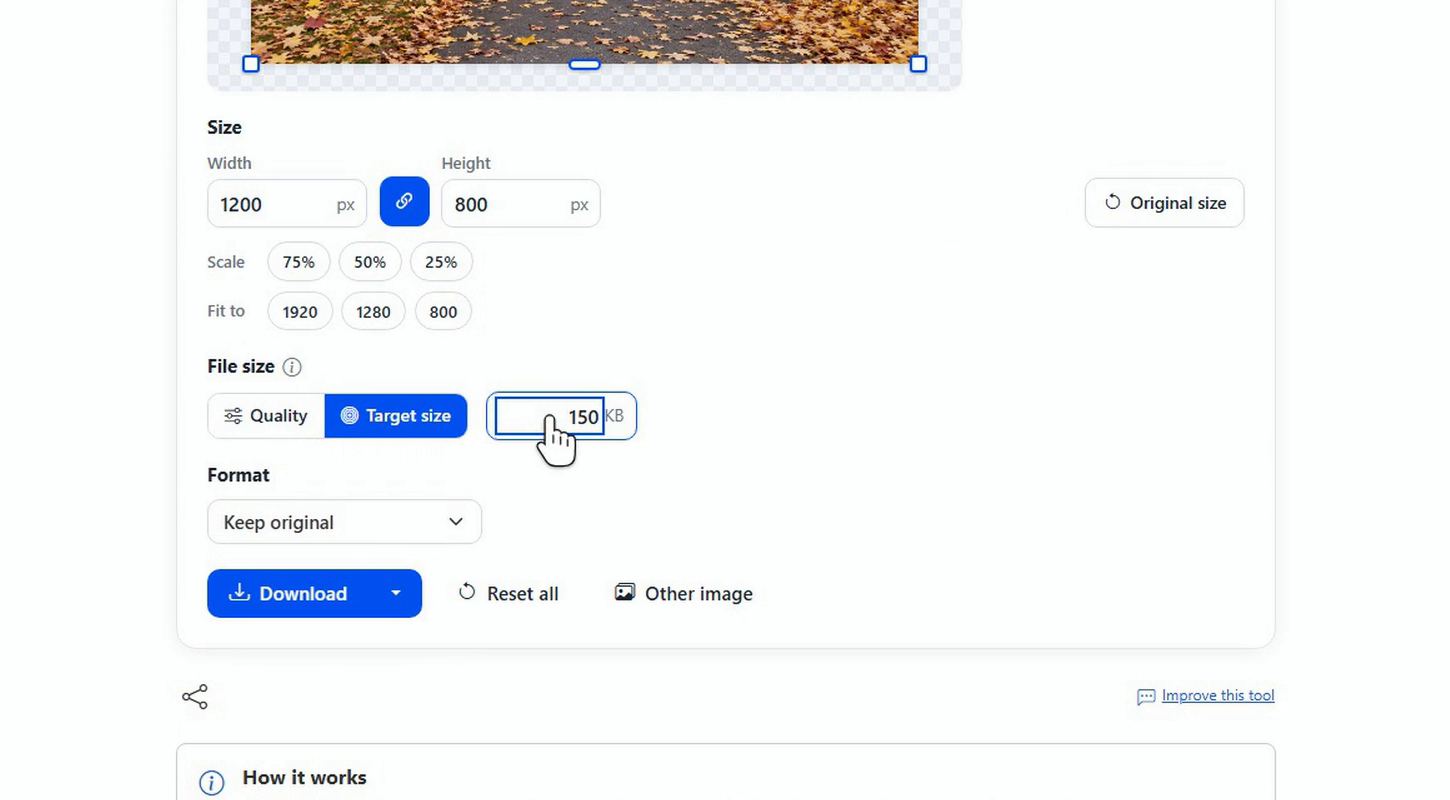 Size
Width Height
1200 px 800 px Original size
Scale 75% 50% 25%
Fit to 1920 1280 800
File size
Quality Target size 150 KB
Format
Keep original
Download Reset all Other image
Improve this tool
How it works